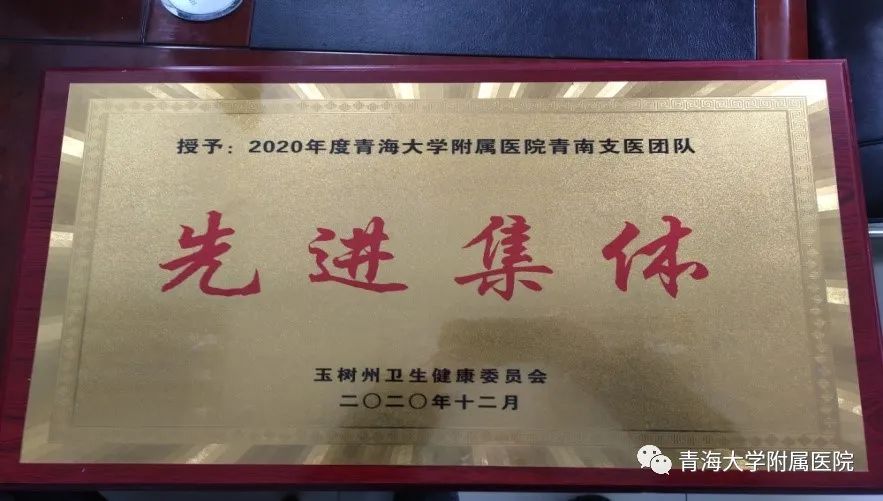 授予：2020年度青海大学附属医院青南支医团队
先进集体
玉树州卫生健康委员会
二〇二〇年十二月
青海大学附属医院